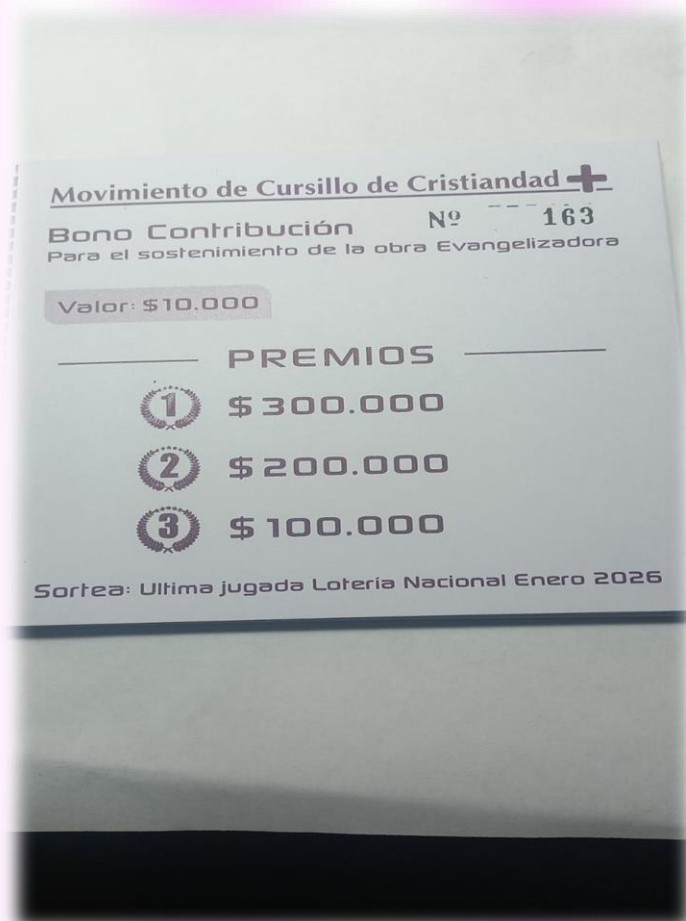 Movimiento de Cursillo de Cristiandad
Bono Contribución Nº 163
Para el sostenimiento de la obra Evangelizadora
Valor: $10.000
PREMIOS
1 $300.000
2 $200.000
3 $100.000
Sortea: Ultima jugada Lotería Nacional Enero 2026